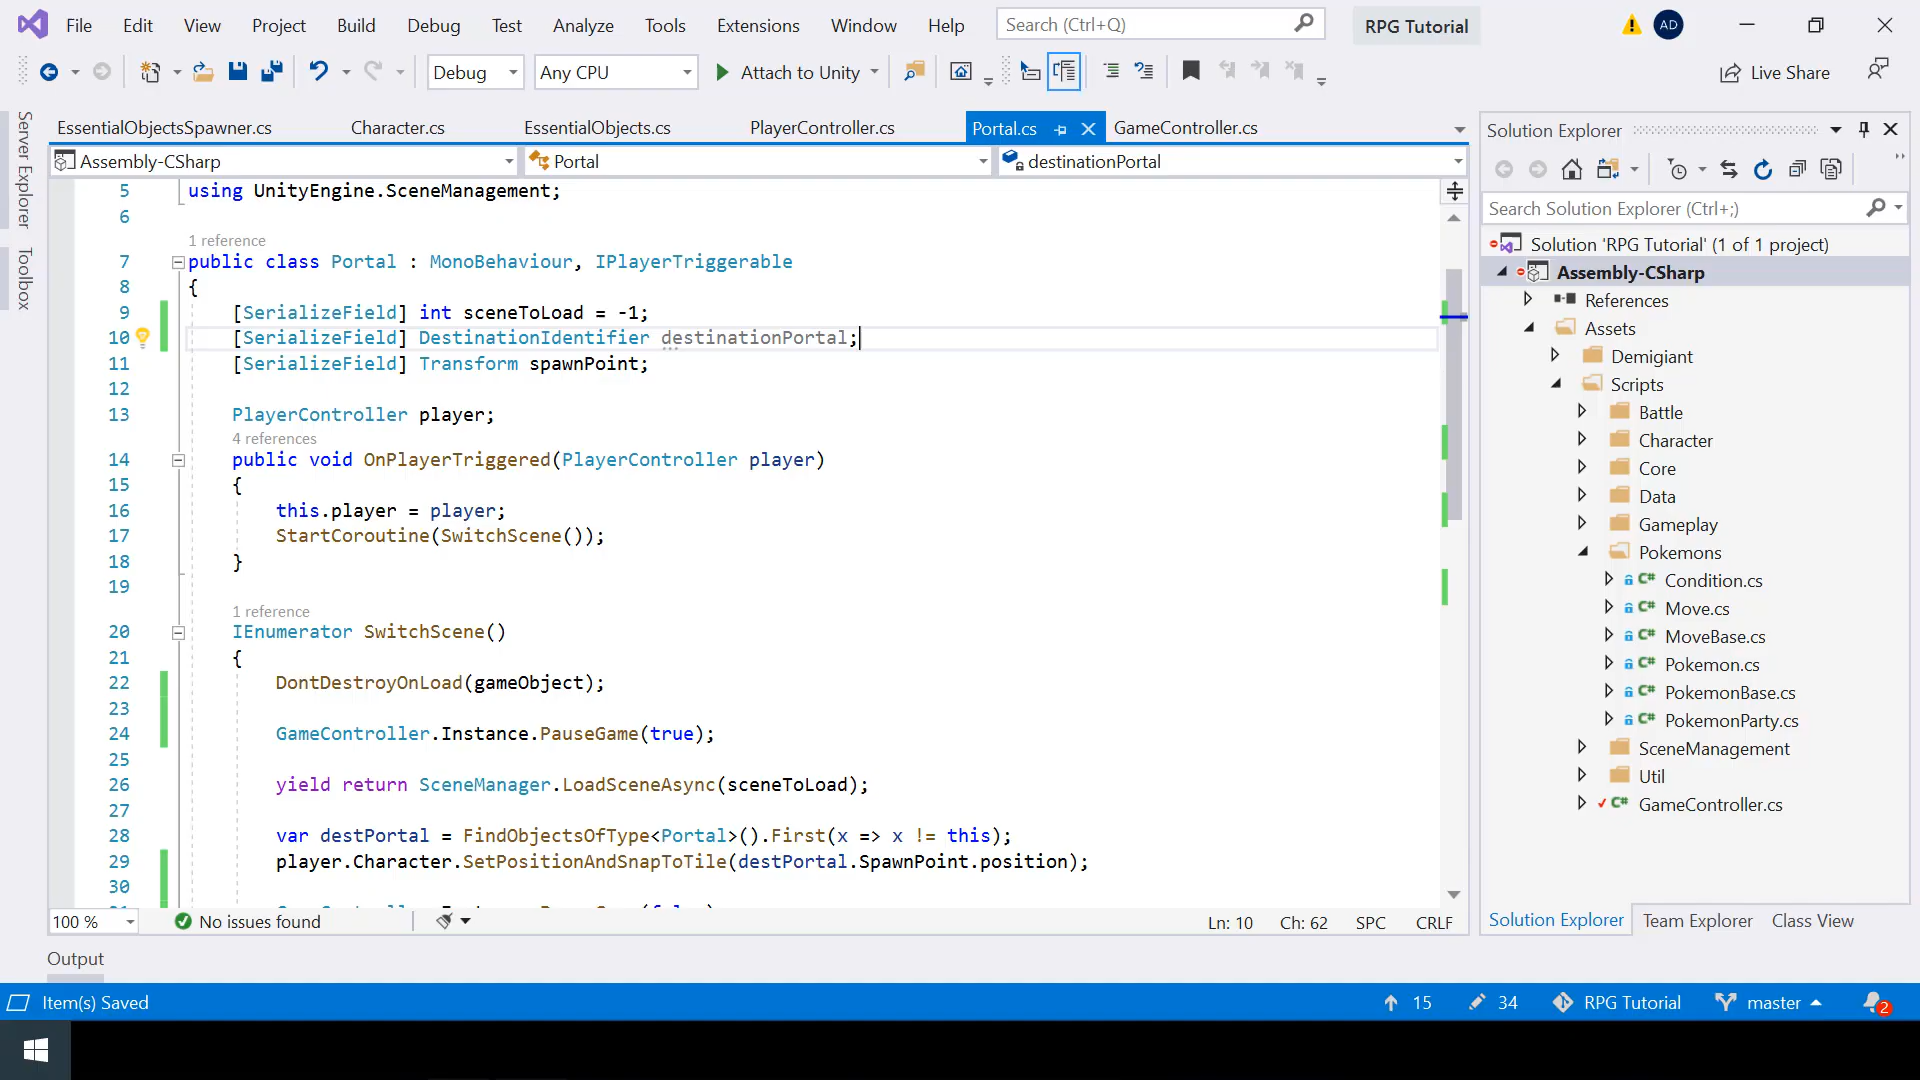 File Edit View Project Build Debug Test Analyze Tools Extensions Window Help Search (Ctrl+Q) RPG Tutorial AD
Debug Any CPU Attach to Unity Live Share
Server Explorer
Toolbox
EssentialObjectsSpawner.cs Character.cs EssentialObjects.cs PlayerController.cs Portal.cs GameController.cs
Assembly-CSharp Portal destinationPortal
5 using UnityEngine.SceneManagement;
6
1 reference
7 public class Portal : MonoBehaviour, IPlayerTriggerable
8 {
9 [SerializeField] int sceneToLoad = -1;
10 [SerializeField] DestinationIdentifier destinationPortal;
11 [SerializeField] Transform spawnPoint;
12
13 PlayerController player;
4 references
14 public void OnPlayerTriggered(PlayerController player)
15 {
16 this.player = player;
17 StartCoroutine(SwitchScene());
18 }
19
1 reference
20 IEnumerator SwitchScene()
21 {
22 DontDestroyOnLoad(gameObject);
23
24 GameController.Instance.PauseGame(true);
25
26 yield return SceneManager.LoadSceneAsync(sceneToLoad);
27
28 var destPortal = FindObjectsOfType<Portal>().First(x => x != this);
29 player.Character.SetPositionAndSnapToTile(destPortal.SpawnPoint.position);
30
100 % No issues found Ln: 10 Ch: 62 SPC CRLF
Output
Solution Explorer
Search Solution Explorer (Ctrl+;)
Solution 'RPG Tutorial' (1 of 1 project)
Assembly-CSharp
References
Assets
Demigiant
Scripts
Battle
Character
Core
Data
Gameplay
Pokemons
C# Condition.cs
C# Move.cs
C# MoveBase.cs
C# Pokemon.cs
C# PokemonBase.cs
C# PokemonParty.cs
SceneManagement
Util
C# GameController.cs
Solution Explorer Team Explorer Class View
Item(s) Saved 15 34 RPG Tutorial master 2